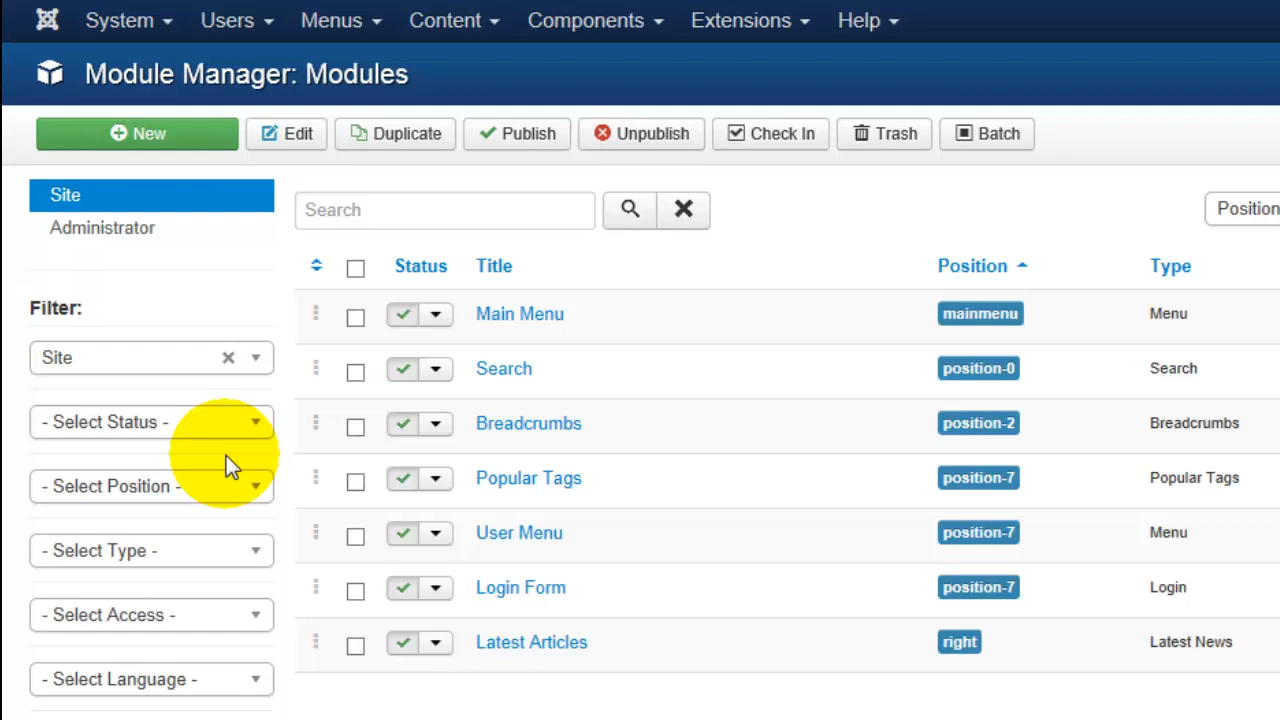 System Users Menus Content Components Extensions Help
Module Manager: Modules
New Edit Duplicate Publish Unpublish Check In Trash Batch
Site
Administrator
Search
Position
Filter:
Site
- Select Status -
- Select Position -
- Select Type -
- Select Access -
- Select Language -
Status Title Position Type
Main Menu mainmenu Menu
Search position-0 Search
Breadcrumbs position-2 Breadcrumbs
Popular Tags position-7 Popular Tags
User Menu position-7 Menu
Login Form position-7 Login
Latest Articles right Latest News